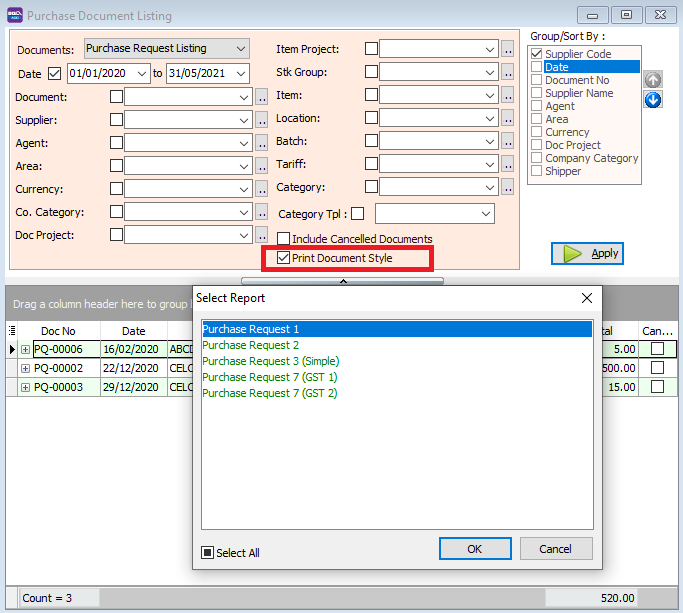 Purchase Document Listing
Documents: Purchase Request Listing
Date 01/01/2020 to 31/05/2021
Document:
Supplier:
Agent:
Area:
Currency:
Co. Category:
Doc Project:
Item Project:
Stk Group:
Item:
Location:
Batch:
Tariff:
Category:
Category Tpl :
Include Cancelled Documents
Print Document Style
Group/Sort By :
Supplier Code
Date
Document No
Supplier Name
Agent
Area
Currency
Doc Project
Company Category
Shipper
Apply
Drag a column header here to group
Doc No Date Can...
PQ-00006 16/02/2020 5.00
PQ-00002 22/12/2020
PQ-00003 29/12/2020 15.00
Select Report
Purchase Request 1
Purchase Request 2
Purchase Request 3 (Simple)
Purchase Request 7 (GST 1)
Purchase Request 7 (GST 2)
Select All
OK
Cancel
Count = 3 520.00